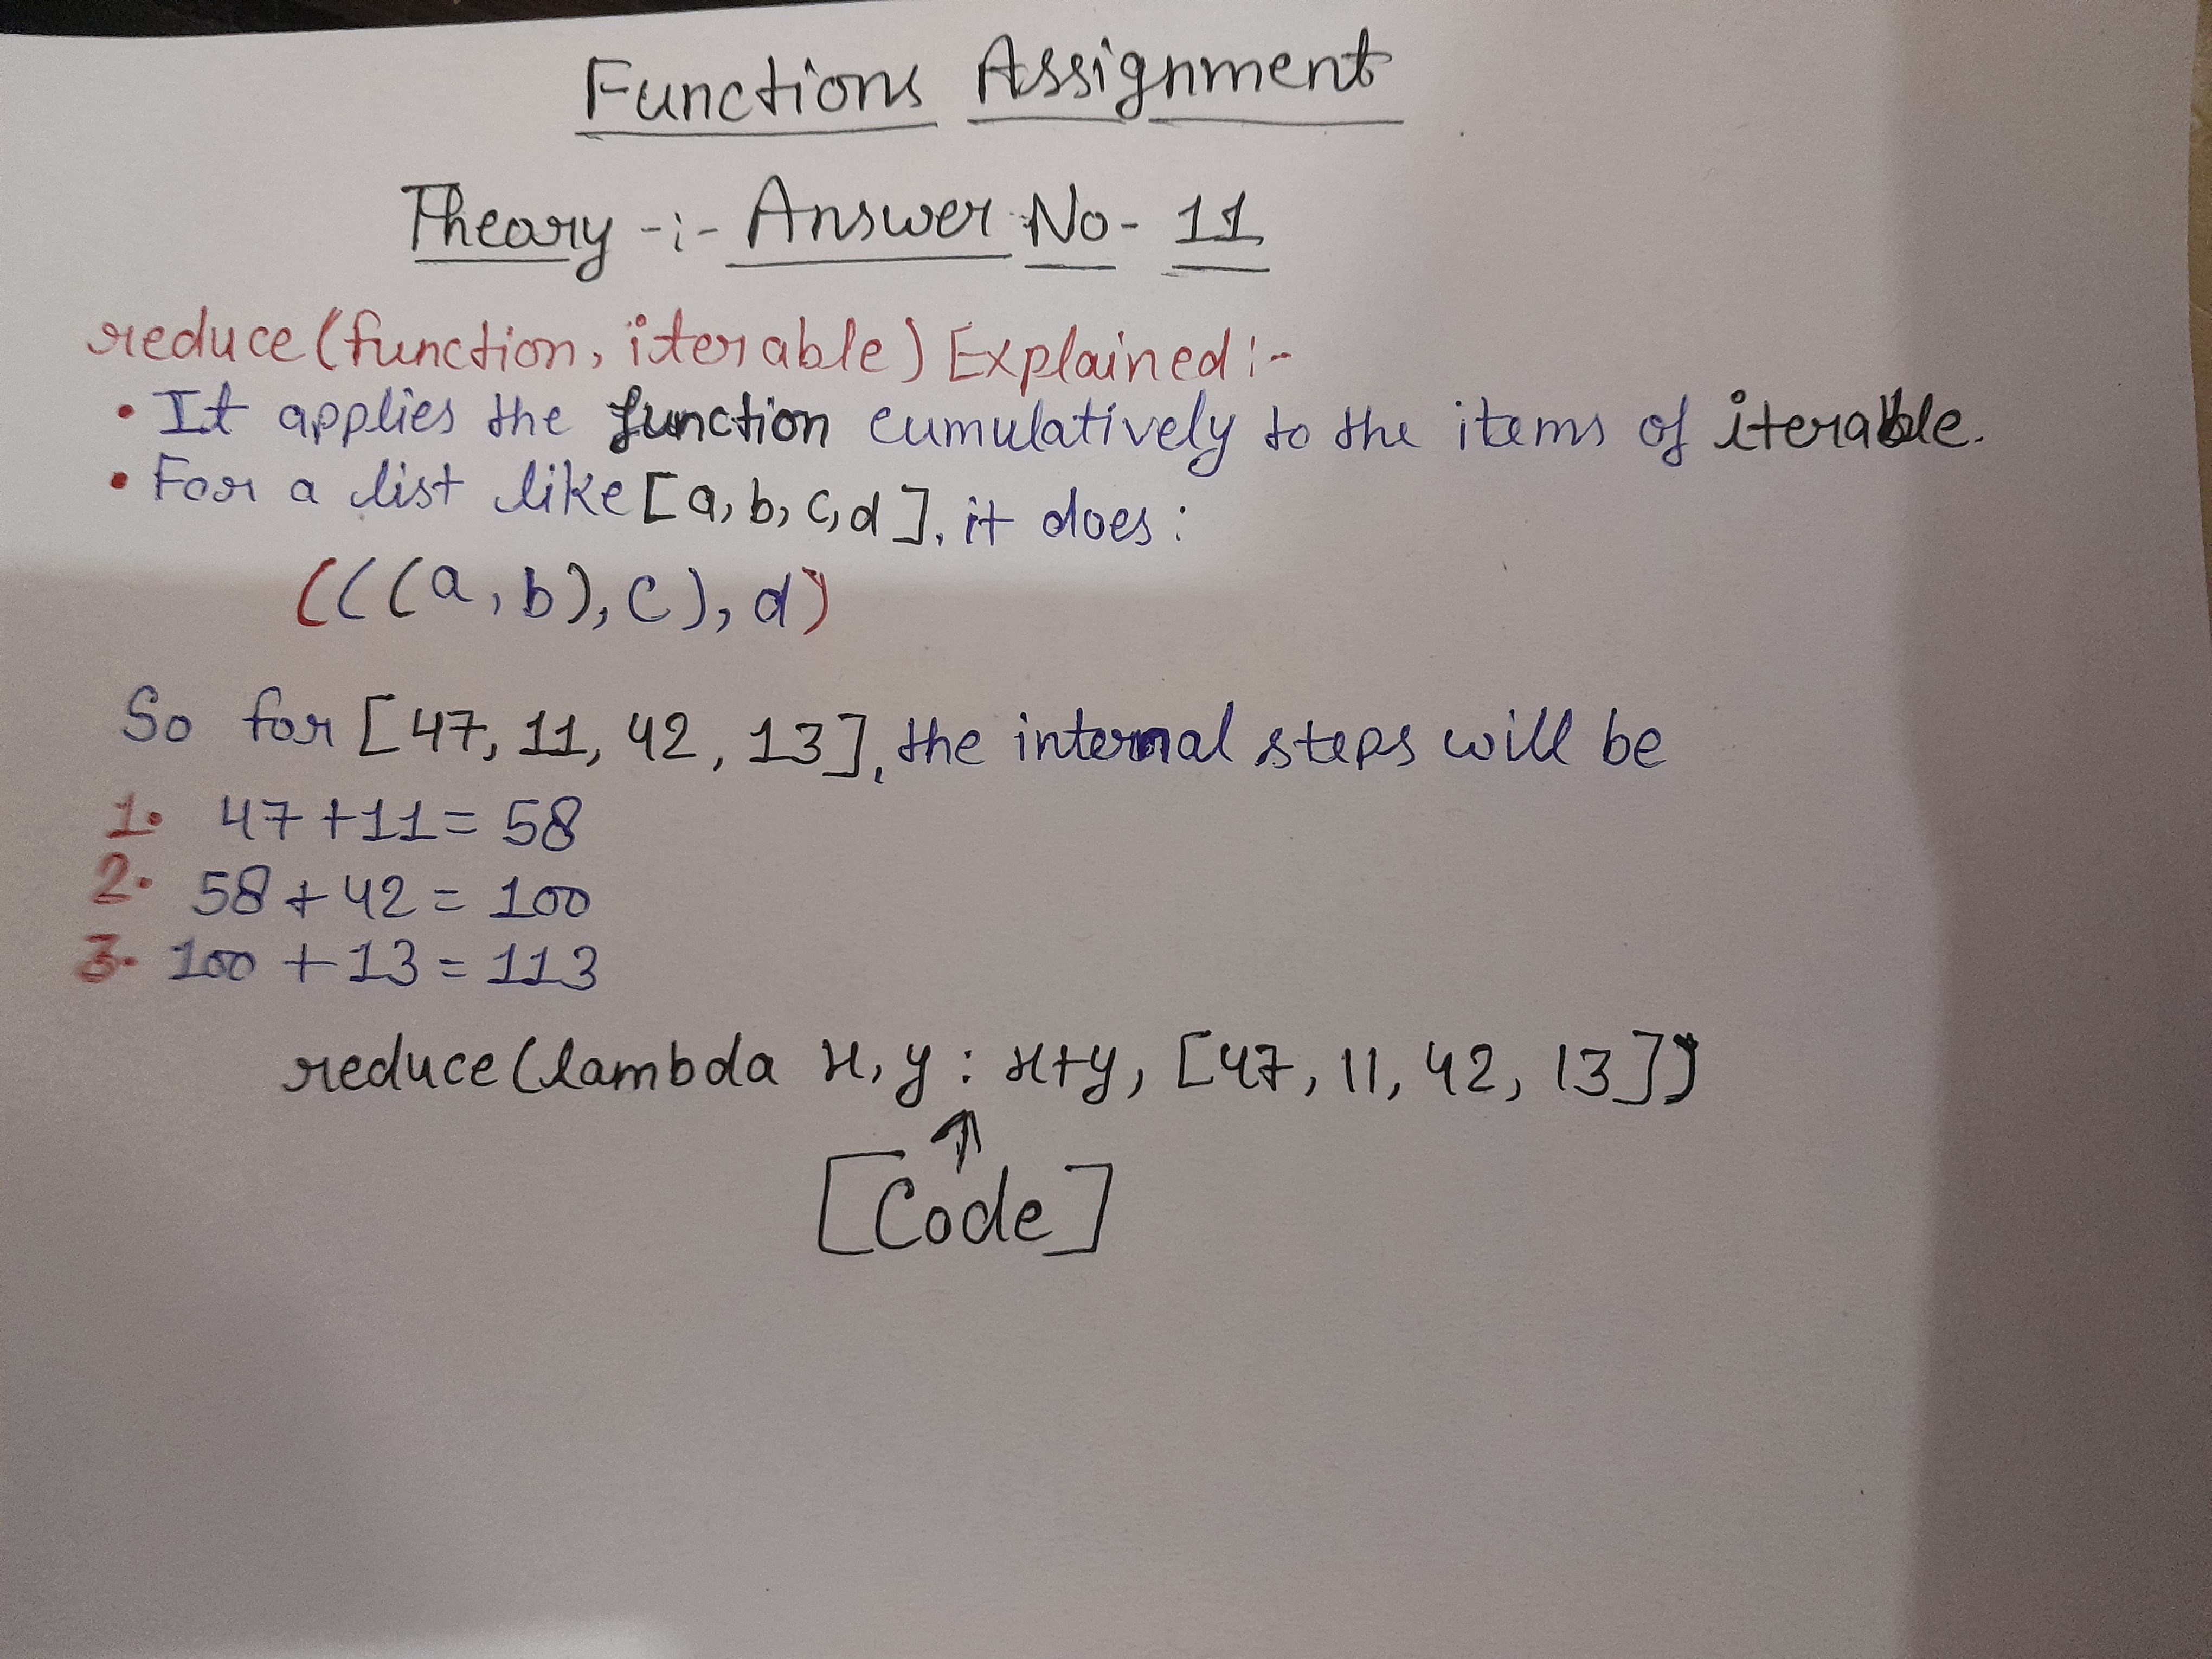 Functions Assignment
Theory -:- Answer No- 11
reduce(function, iterable) Explained:-
• It applies the function cumulatively to the items of iterable.
• For a list like [a, b, c, d], it does:
(((a, b), c), d)
So for [47, 11, 42, 13], the internal steps will be
1. 47 + 11 = 58
2. 58 + 42 = 100
3. 100 + 13 = 113
reduce(lambda x, y : x+y, [47, 11, 42, 13])
↑
[Code]